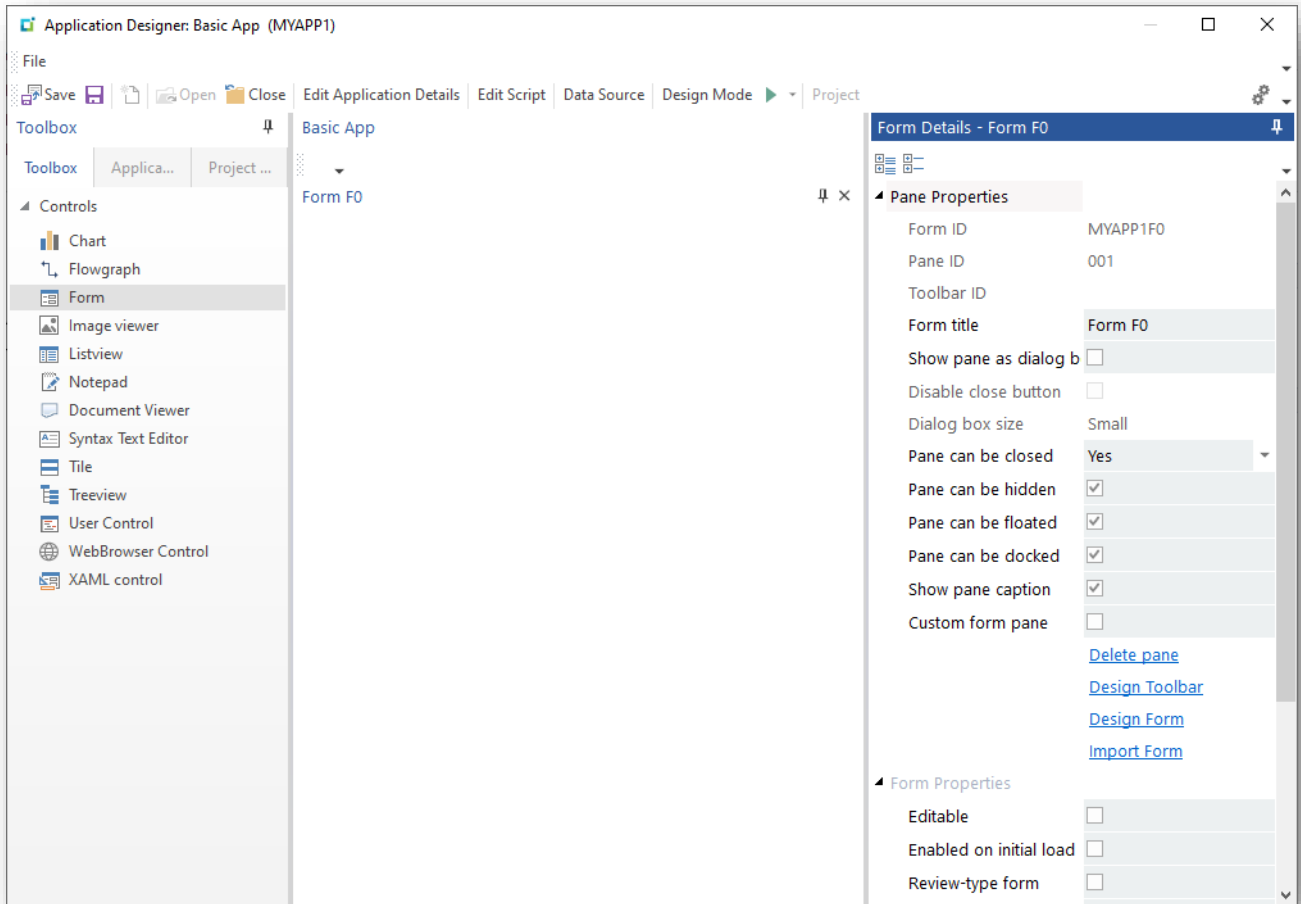 Application Designer: Basic App (MYAPP1)
File
Save Open Close Edit Application Details Edit Script Data Source Design Mode Project
Toolbox
Toolbox Applica... Project ...
Controls
Chart
Flowgraph
Form
Image viewer
Listview
Notepad
Document Viewer
Syntax Text Editor
Tile
Treeview
User Control
WebBrowser Control
XAML control
Basic App
Form F0
Form Details - Form F0
Pane Properties
Form ID MYAPP1F0
Pane ID 001
Toolbar ID
Form title Form F0
Show pane as dialog b
Disable close button
Dialog box size Small
Pane can be closed Yes
Pane can be hidden
Pane can be floated
Pane can be docked
Show pane caption
Custom form pane
Delete pane
Design Toolbar
Design Form
Import Form
Form Properties
Editable
Enabled on initial load
Review-type form